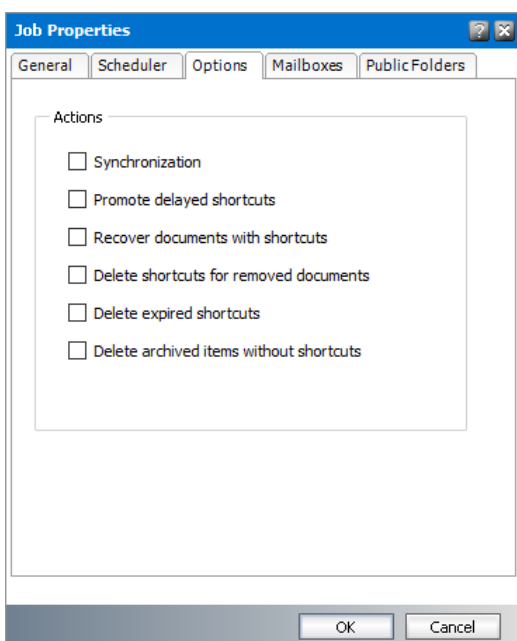 Job Properties
General Scheduler Options Mailboxes Public Folders
Actions
Synchronization
Promote delayed shortcuts
Recover documents with shortcuts
Delete shortcuts for removed documents
Delete expired shortcuts
Delete archived items without shortcuts
OK Cancel